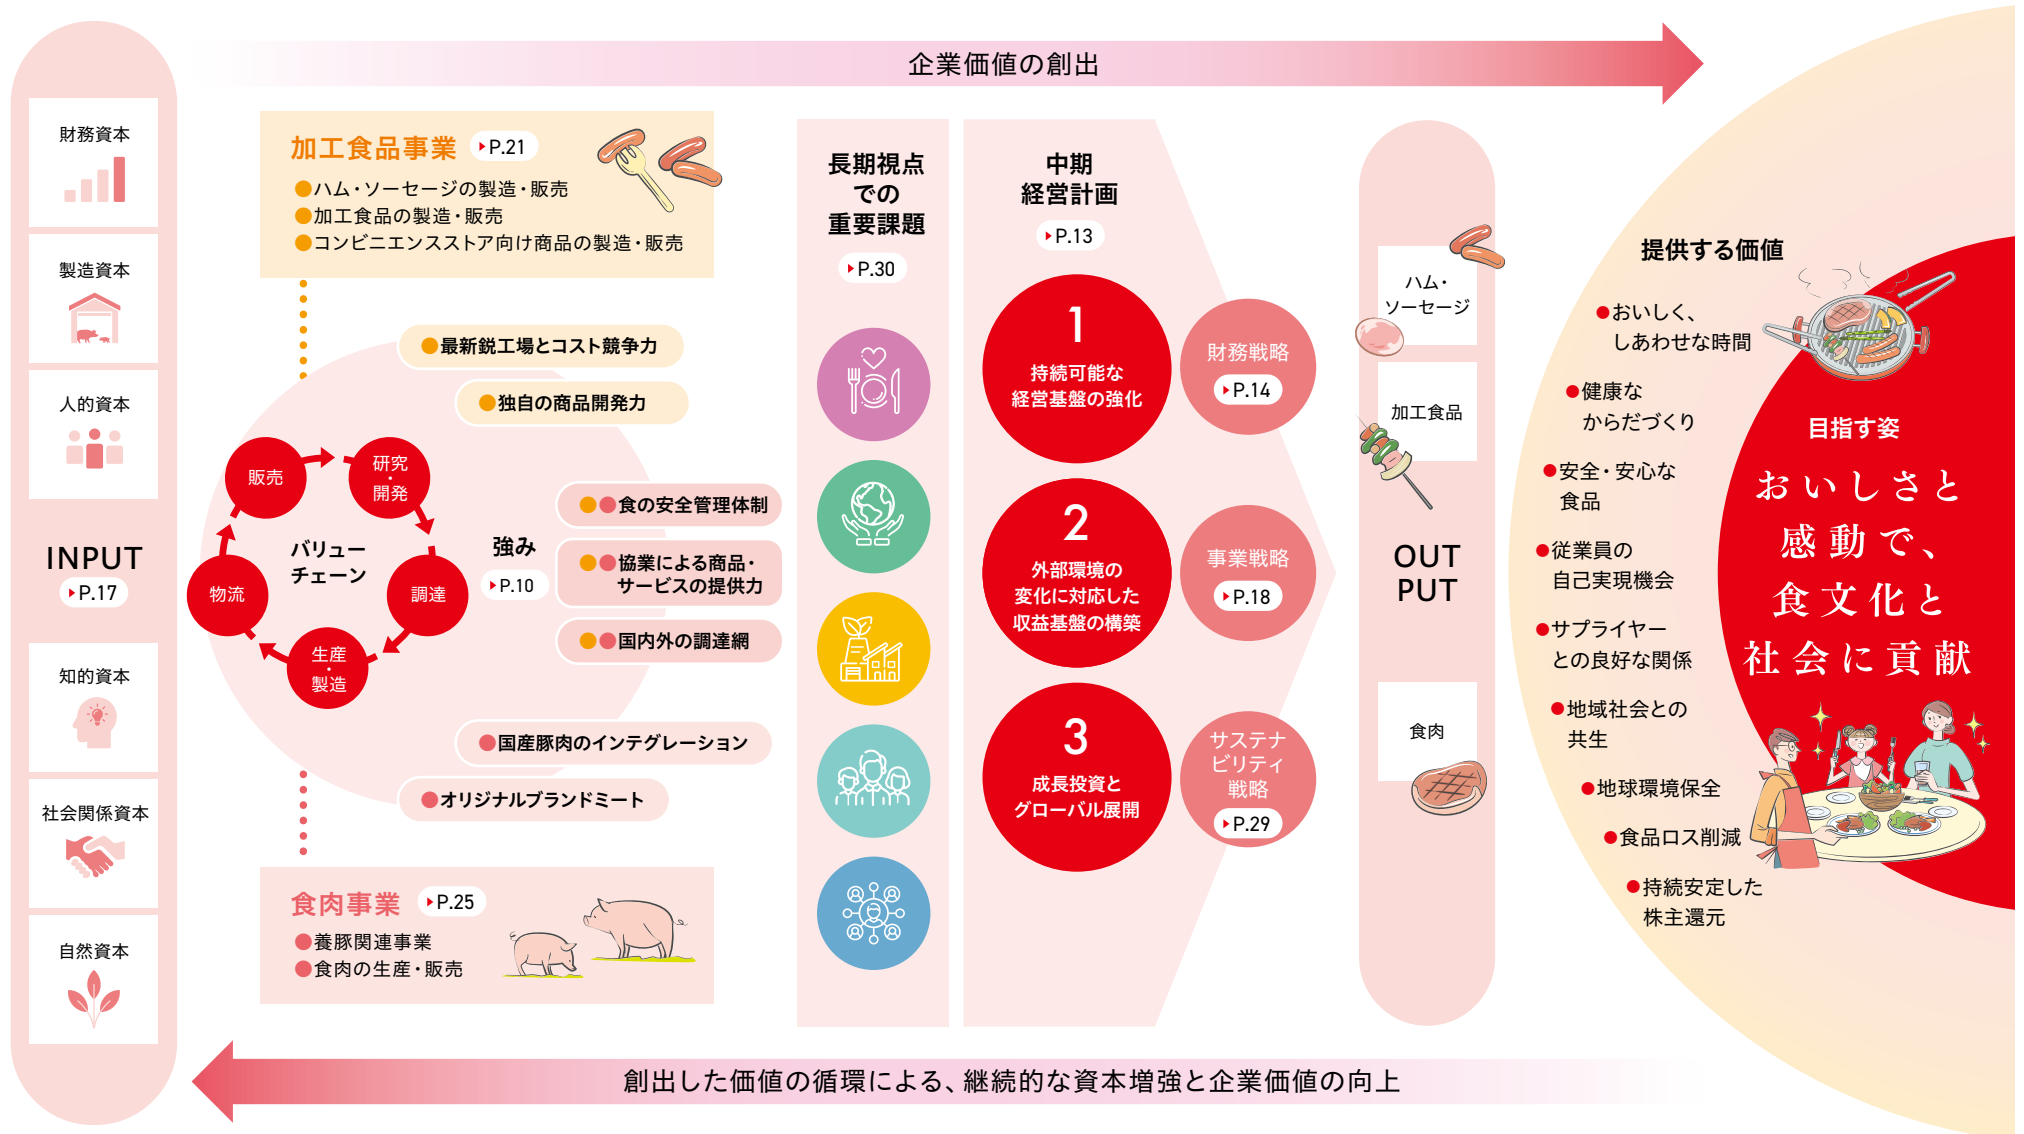 企業価値の創出
財務資本
製造資本
人的資本
INPUT
P.17
知的資本
社会関係資本
自然資本
加工食品事業 P.21
●ハム・ソーセージの製造・販売
●加工食品の製造・販売
●コンビニエンスストア向け商品の製造・販売
●最新鋭工場とコスト競争力
●独自の商品開発力
販売
研究
・
開発
調達
生産
・
製造
物流
バリュー
チェーン
強み
P.10
●●食の安全管理体制
●●協業による商品・
サービスの提供力
●●国内外の調達網
●国産豚肉のインテグレーション
●オリジナルブランドミート
食肉事業 P.25
●養豚関連事業
●食肉の生産・販売
長期視点
での
重要課題
P.30
中期
経営計画
P.13
1
持続可能な
経営基盤の強化
2
外部環境の
変化に対応した
収益基盤の構築
3
成長投資と
グローバル展開
財務戦略
P.14
事業戦略
P.18
サステナ
ビリティ
戦略
P.29
ハム・
ソーセージ
加工食品
OUT
PUT
食肉
提供する価値
●おいしく、
しあわせな時間
●健康な
からだづくり
●安全・安心な
食品
●従業員の
自己実現機会
●サプライヤー
との良好な関係
●地域社会との
共生
●地球環境保全
●食品ロス削減
●持続安定した
株主還元
目指す姿
おいしさと
感動で、
食文化と
社会に貢献
創出した価値の循環による、継続的な資本増強と企業価値の向上